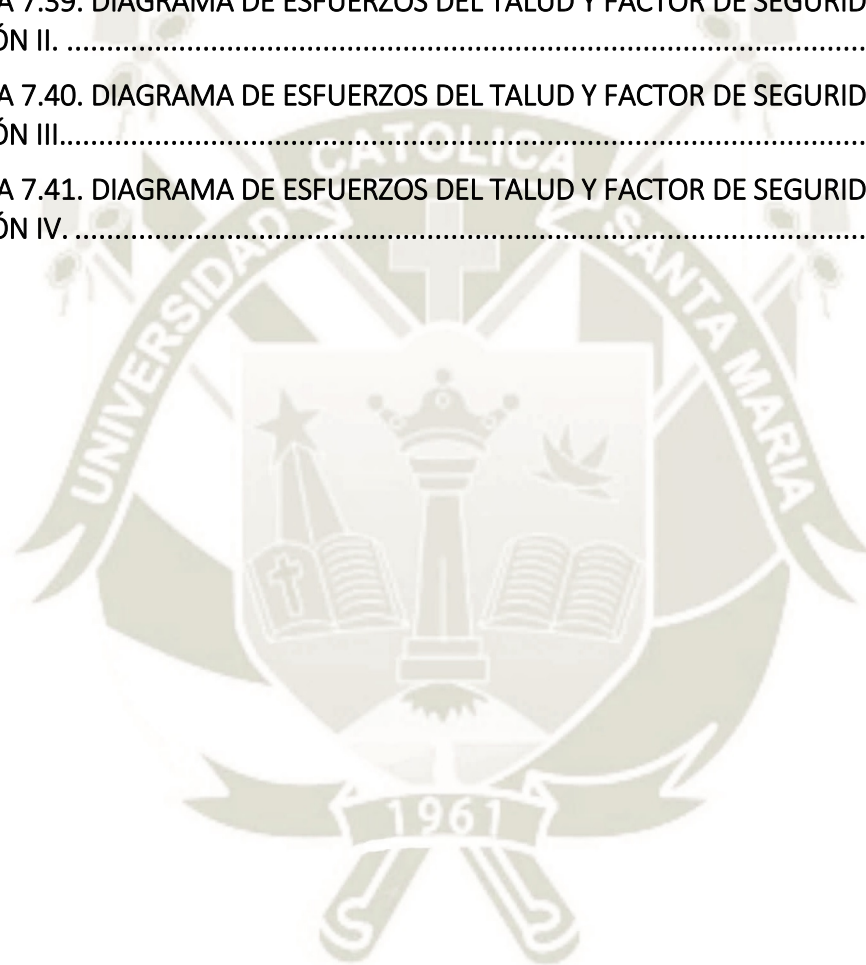 A 7.39. DIAGRAMA DE ESFUERZOS DEL TALUD Y FACTOR DE SEGURID
ÓN II. ....................................................................................................
A 7.40. DIAGRAMA DE ESFUERZOS DEL TALUD Y FACTOR DE SEGURID
ÓN III.....................................................................................................
A 7.41. DIAGRAMA DE ESFUERZOS DEL TALUD Y FACTOR DE SEGURID
ÓN IV. ...................................................................................................
UNIVERSIDAD CATOLICA SANTA MARIA
1961